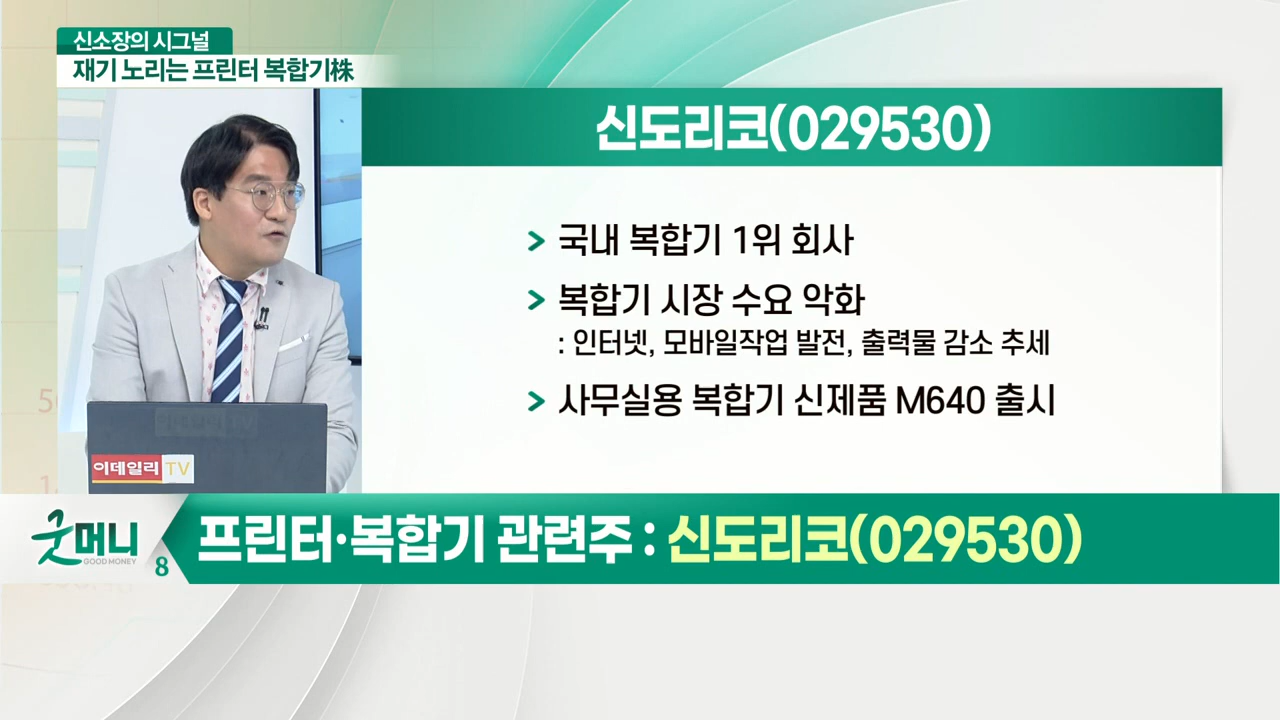 신소장의 시그널
재기 노리는 프린터 복합기株
신도리코(029530)
> 국내 복합기 1위 회사
> 복합기 시장 수요 악화
: 인터넷, 모바일작업 발전, 출력물 감소 추세
> 사무실용 복합기 신제품 M640 출시
이데일리 TV
굿머니
GOOD MONEY
8
프린터·복합기 관련주 : 신도리코(029530)